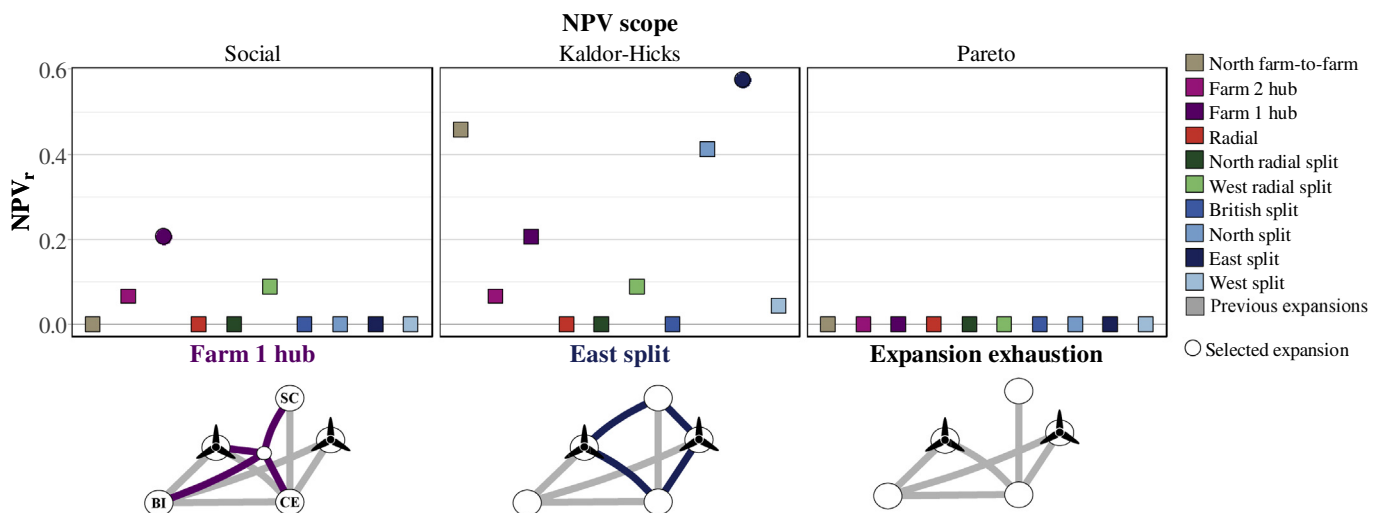 NPV scope
Social
Kaldor-Hicks
Pareto
NPVr
0.6
0.4
0.2
0.0
North farm-to-farm
Farm 2 hub
Farm 1 hub
Radial
North radial split
West radial split
British split
North split
East split
West split
Previous expansions
Selected expansion
Farm 1 hub
East split
Expansion exhaustion
SC
BI
CE